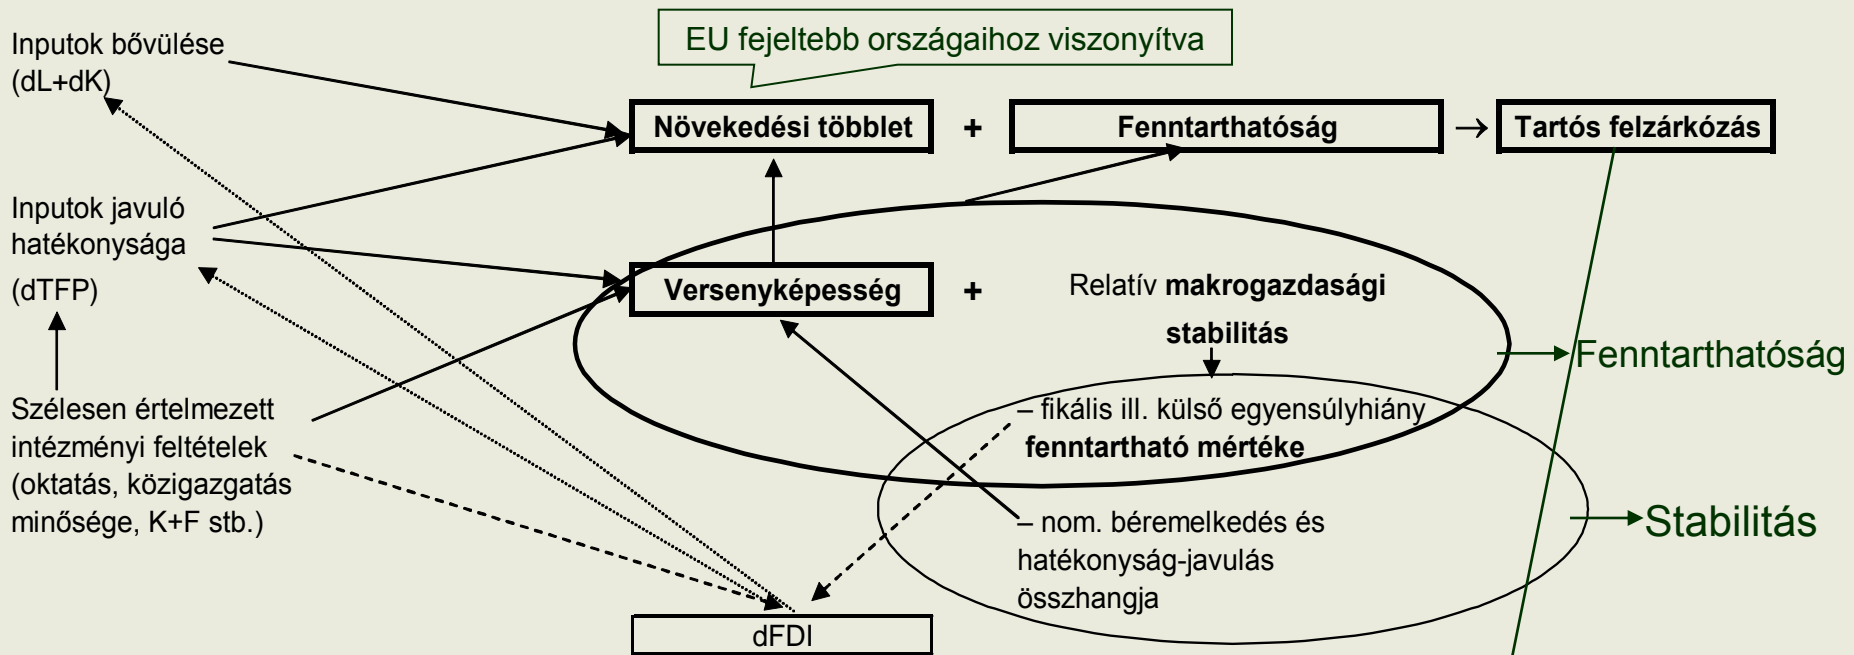 EU fejeltebb országaihoz viszonyítva
Inputok bővülése
(dL+dK)
Növekedési többlet + Fenntarthatóság → Tartós felzárkózás
Inputok javuló
hatékonysága
(dTFP)
Versenyképesség + Relatív makrogazdasági
stabilitás
Fenntarthatóság
Szélesen értelmezett
intézményi feltételek
(oktatás, közigazgatás
minősége, K+F stb.)
– fikális ill. külső egyensúlyhiány
fenntartható mértéke
– nom. béremelkedés és
hatékonyság-javulás
összhangja
Stabilitás
dFDI